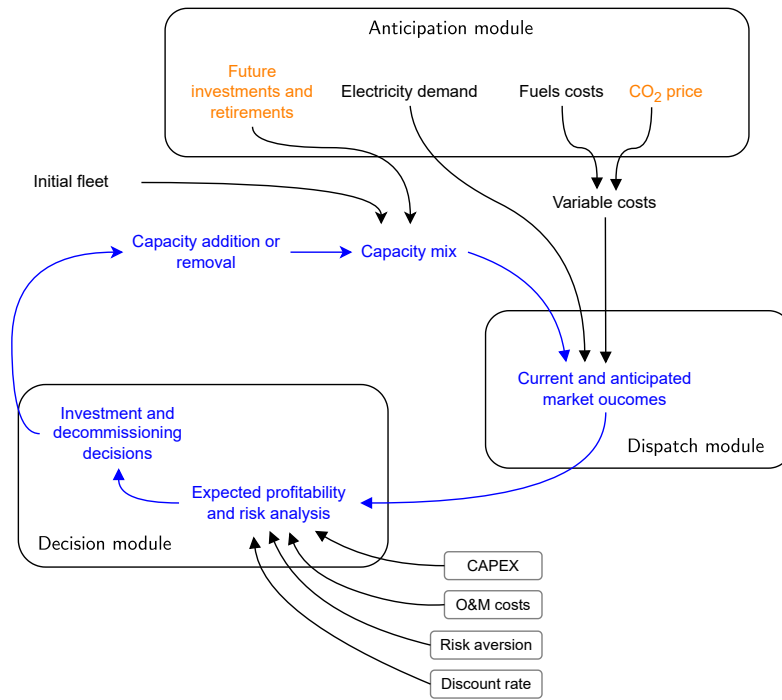 Anticipation module
Future
investments and
retirements
Electricity demand
Fuels costs
CO₂ price
Initial fleet
Variable costs
Capacity addition or
removal
Capacity mix
Current and anticipated
market oucomes
Dispatch module
Investment and
decommissioning
decisions
Expected profitability
and risk analysis
Decision module
CAPEX
O&M costs
Risk aversion
Discount rate